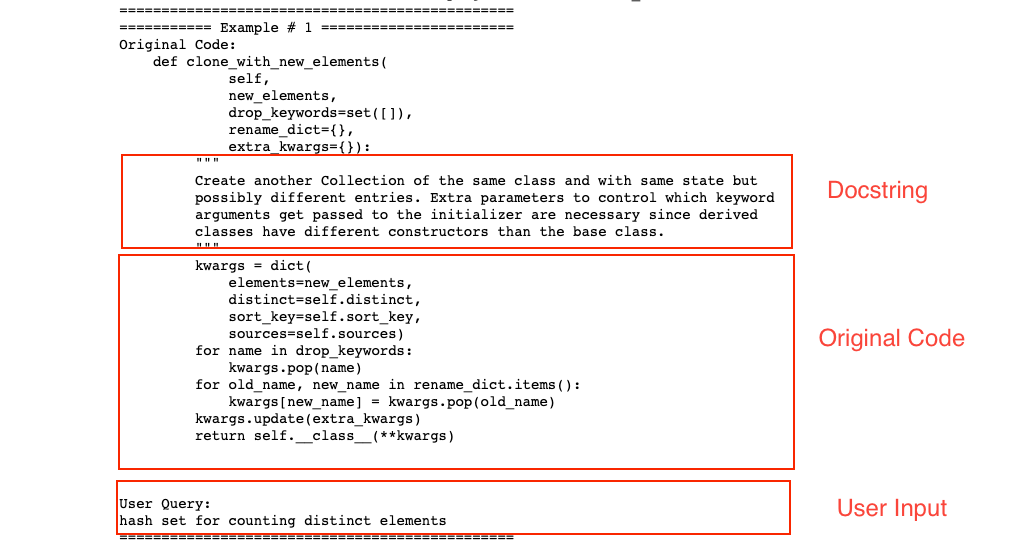 ==============================================
=========== Example # 1 =======================
Original Code:
    def clone_with_new_elements(
             self,
             new_elements,
             drop_keywords=set([]),
             rename_dict={},
             extra_kwargs={}):
         """
         Create another Collection of the same class and with same state but
         possibly different entries. Extra parameters to control which keyword
         arguments get passed to the initializer are necessary since derived
         classes have different constructors than the base class.
         """
Docstring
         kwargs = dict(
             elements=new_elements,
             distinct=self.distinct,
             sort_key=self.sort_key,
             sources=self.sources)
         for name in drop_keywords:
             kwargs.pop(name)
         for old_name, new_name in rename_dict.items():
             kwargs[new_name] = kwargs.pop(old_name)
         kwargs.update(extra_kwargs)
         return self.__class__(**kwargs)
Original Code
User Query:
hash set for counting distinct elements
User Input
==============================================